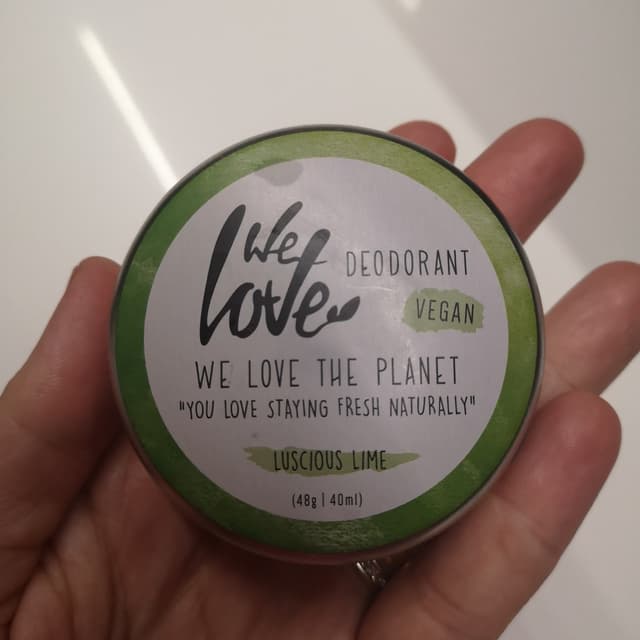 We
love
DEODORANT
VEGAN
WE LOVE THE PLANET
"YOU LOVE STAYING FRESH NATURALLY"
LUSCIOUS LIME
(48g | 40ml)